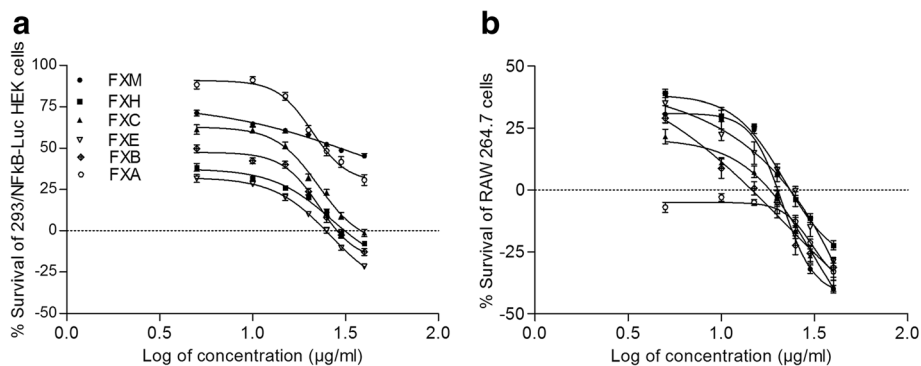 a
% Survival of 293/NFkB-Luc HEK cells
100
75
50
25
0
-25
-50
0.0
0.5
1.0
1.5
2.0
Log of concentration (µg/ml)
FXM
FXH
FXC
FXE
FXB
FXA
b
% Survival of RAW 264.7 cells
50
25
0
-25
-50
0.0
0.5
1.0
1.5
2.0
Log of concentration (µg/ml)